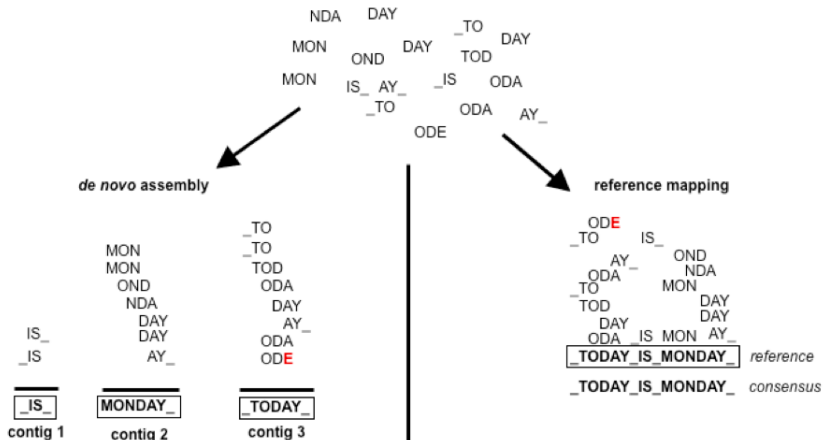 NDA DAY
_TO
DAY
MON DAY
OND TOD
MON IS_ AY_ _IS ODA
_TO ODA AY_
ODE
de novo assembly
_TO
_TO
MON
MON TOD
OND ODA
NDA DAY
DAY AY_
IS_ DAY ODA
_IS AY_ ODE
_IS_ MONDAY_ _TODAY_
contig 1 contig 2 contig 3
reference mapping
ODE
_TO IS_
AY_ OND
ODA NDA
_TO MON
TOD DAY
DAY DAY
ODA _IS MON AY_
_TODAY_IS_MONDAY_ reference
_TODAY_IS_MONDAY_ consensus